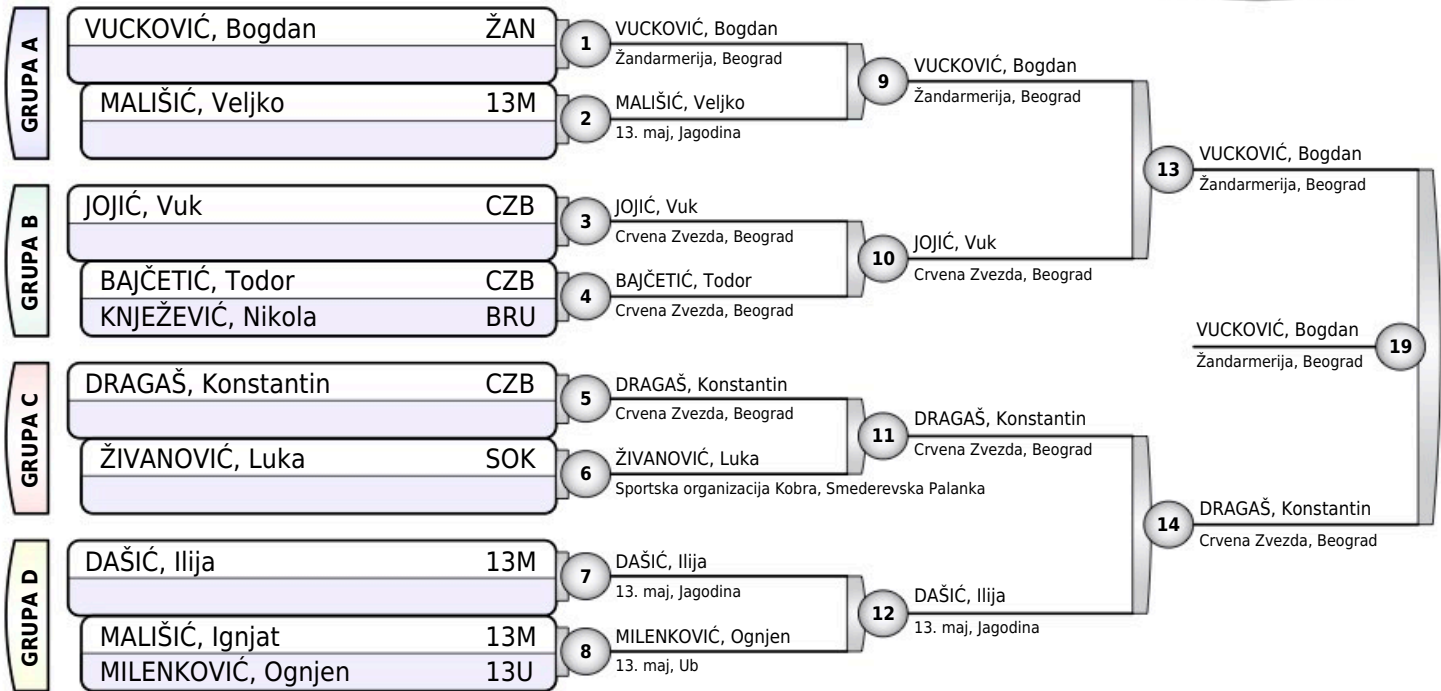 GRUPA A
VUCKOVIĆ, Bogdan ŽAN
MALIŠIĆ, Veljko 13M
GRUPA B
JOJIĆ, Vuk CZB
BAJČETIĆ, Todor CZB
KNJEŽEVIĆ, Nikola BRU
GRUPA C
DRAGAŠ, Konstantin CZB
ŽIVANOVIĆ, Luka SOK
GRUPA D
DAŠIĆ, Ilija 13M
MALIŠIĆ, Ignjat 13M
MILENKOVIĆ, Ognjen 13U
1
VUCKOVIĆ, Bogdan
Žandarmerija, Beograd
2
MALIŠIĆ, Veljko
13. maj, Jagodina
3
JOJIĆ, Vuk
Crvena Zvezda, Beograd
4
BAJČETIĆ, Todor
Crvena Zvezda, Beograd
5
DRAGAŠ, Konstantin
Crvena Zvezda, Beograd
6
ŽIVANOVIĆ, Luka
Sportska organizacija Kobra, Smederevska Palanka
7
DAŠIĆ, Ilija
13. maj, Jagodina
8
MILENKOVIĆ, Ognjen
13. maj, Ub
9
VUCKOVIĆ, Bogdan
Žandarmerija, Beograd
10
JOJIĆ, Vuk
Crvena Zvezda, Beograd
11
DRAGAŠ, Konstantin
Crvena Zvezda, Beograd
12
DAŠIĆ, Ilija
13. maj, Jagodina
13
VUCKOVIĆ, Bogdan
Žandarmerija, Beograd
14
DRAGAŠ, Konstantin
Crvena Zvezda, Beograd
VUCKOVIĆ, Bogdan
Žandarmerija, Beograd
19